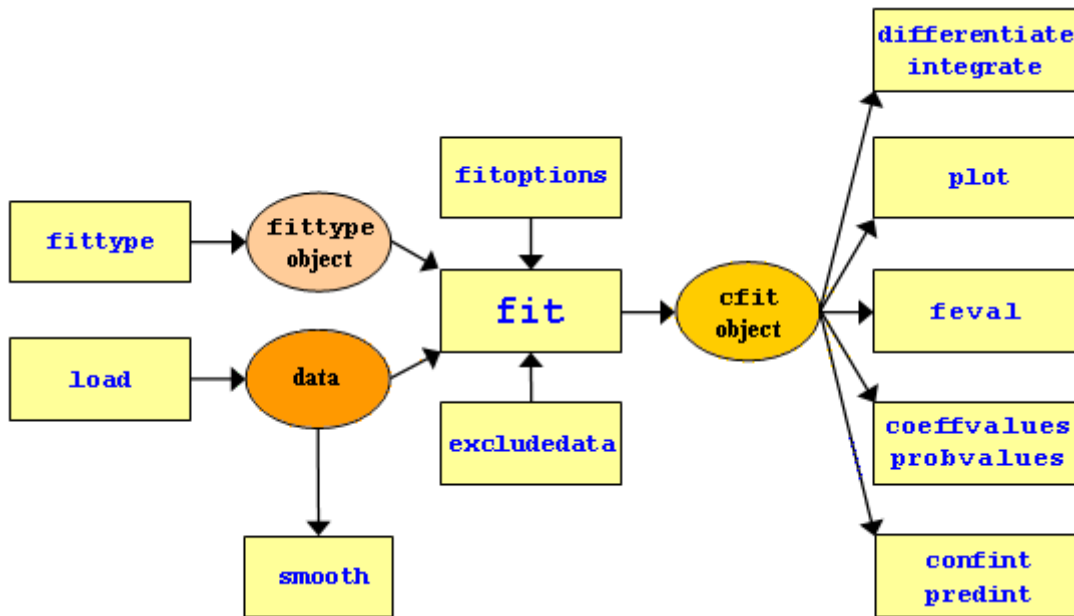 differentiate
integrate
fitoptions
plot
fittype
fittype
object
fit
cfit
object
feval
load
data
excludedata
coeffvalues
probvalues
smooth
confint
predint